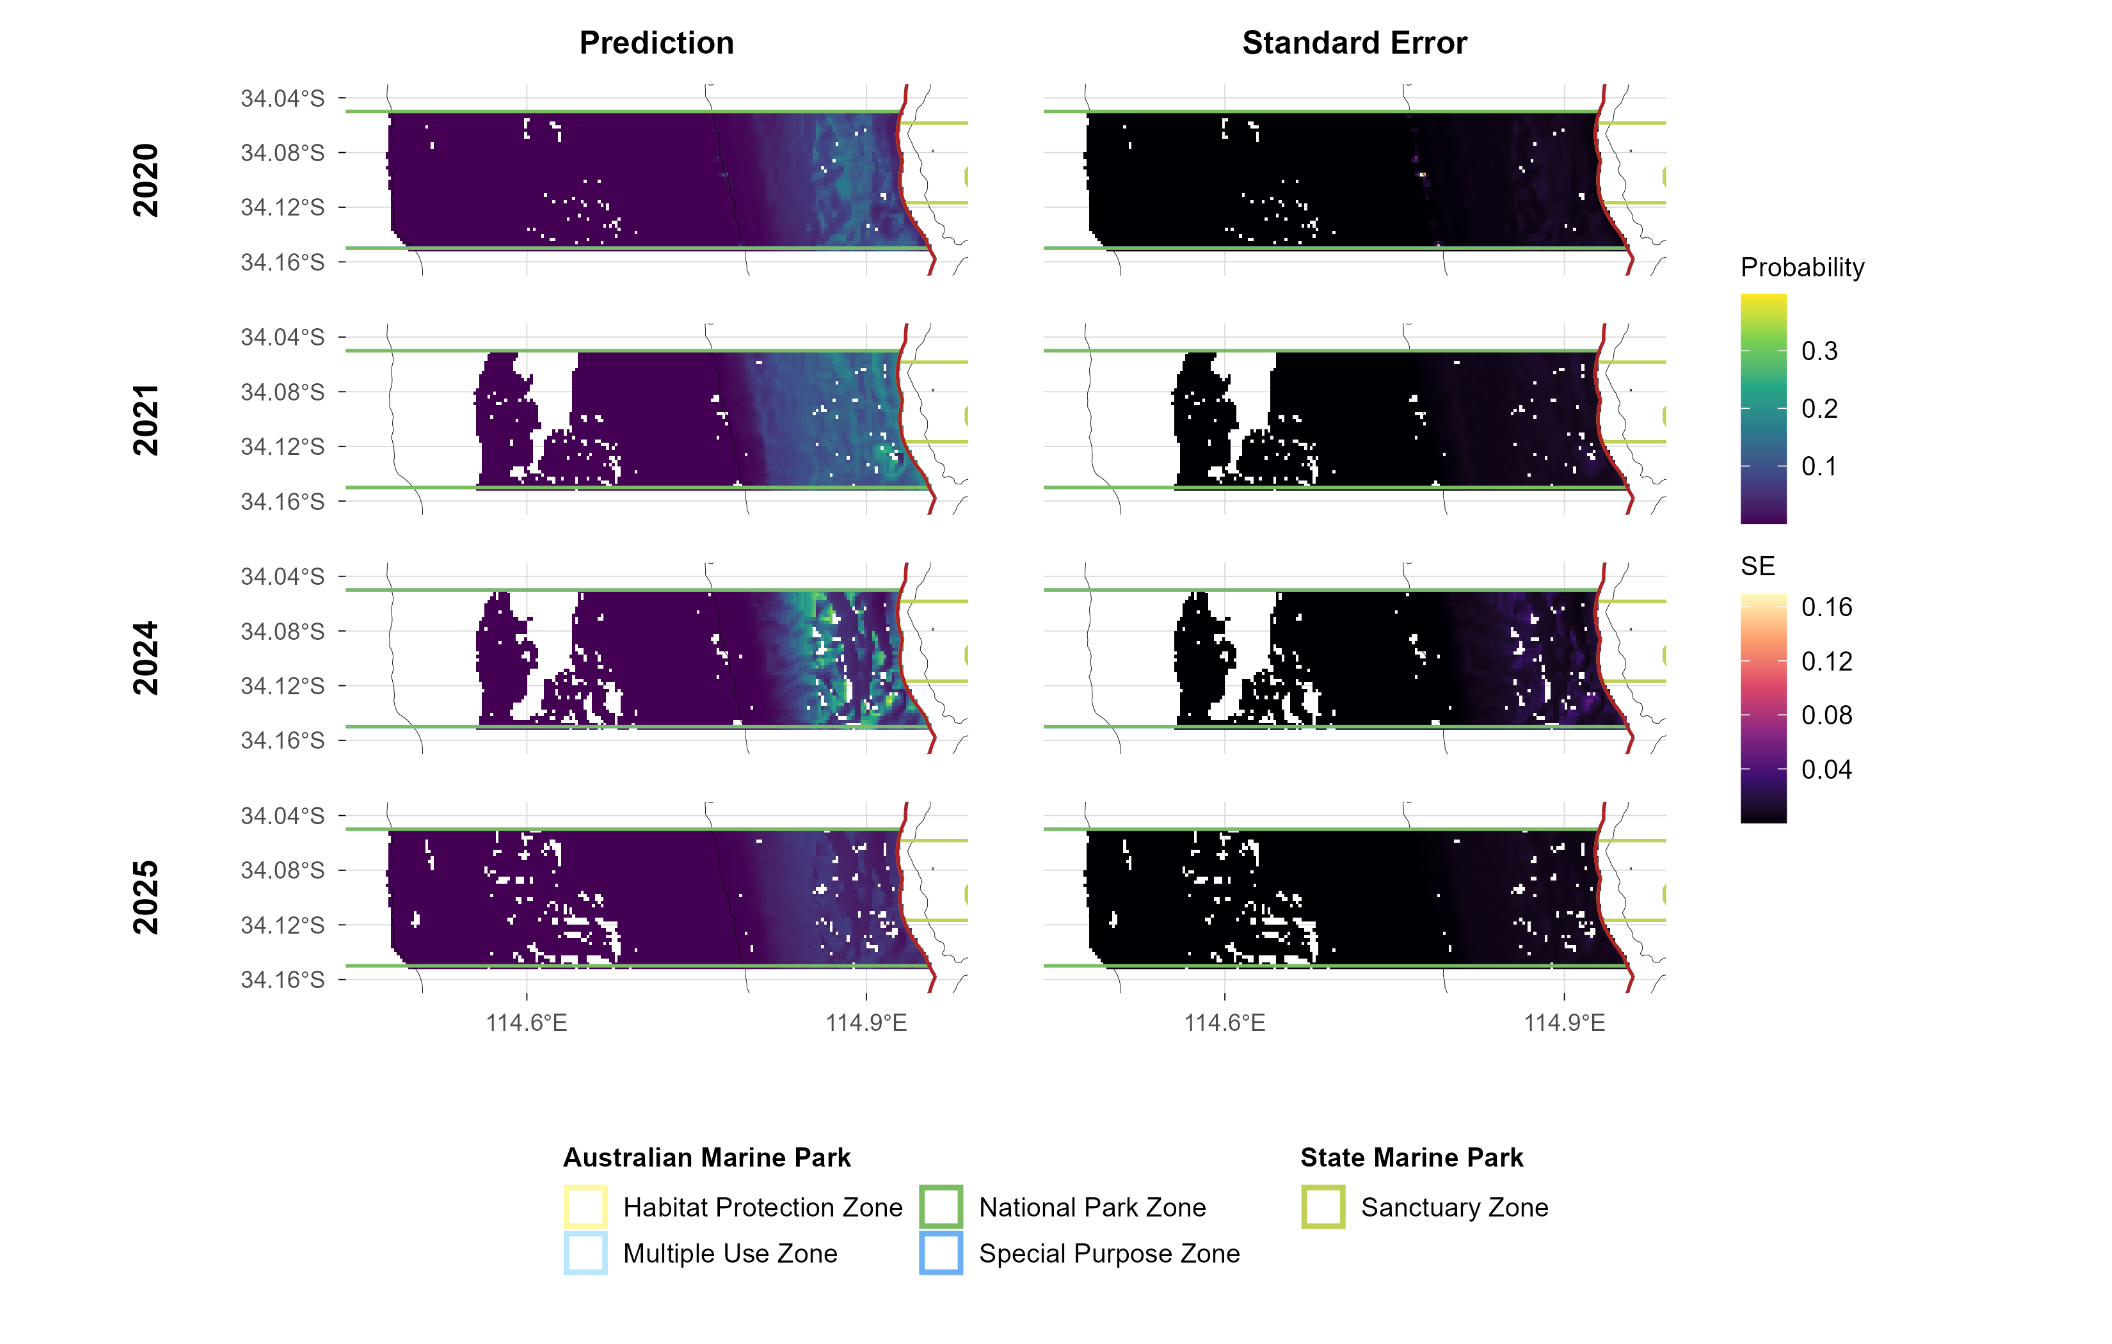 Prediction
Standard Error
2020
34.04°S
34.08°S
34.12°S
34.16°S
2021
34.04°S
34.08°S
34.12°S
34.16°S
2024
34.04°S
34.08°S
34.12°S
34.16°S
2025
34.04°S
34.08°S
34.12°S
34.16°S
114.6°E
114.9°E
114.6°E
114.9°E
Probability
0.3
0.2
0.1
SE
0.16
0.12
0.08
0.04
Australian Marine Park
Habitat Protection Zone
National Park Zone
Multiple Use Zone
Special Purpose Zone
State Marine Park
Sanctuary Zone